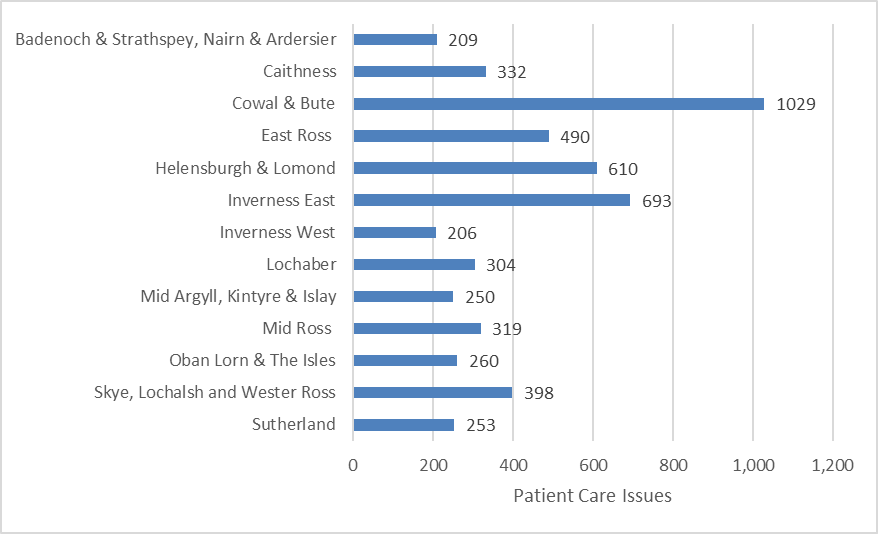 Badenoch & Strathspey, Nairn & Ardersier 209
Caithness 332
Cowal & Bute 1029
East Ross 490
Helensburgh & Lomond 610
Inverness East 693
Inverness West 206
Lochaber 304
Mid Argyll, Kintyre & Islay 250
Mid Ross 319
Oban Lorn & The Isles 260
Skye, Lochalsh and Wester Ross 398
Sutherland 253
0 200 400 600 800 1,000 1,200
Patient Care Issues